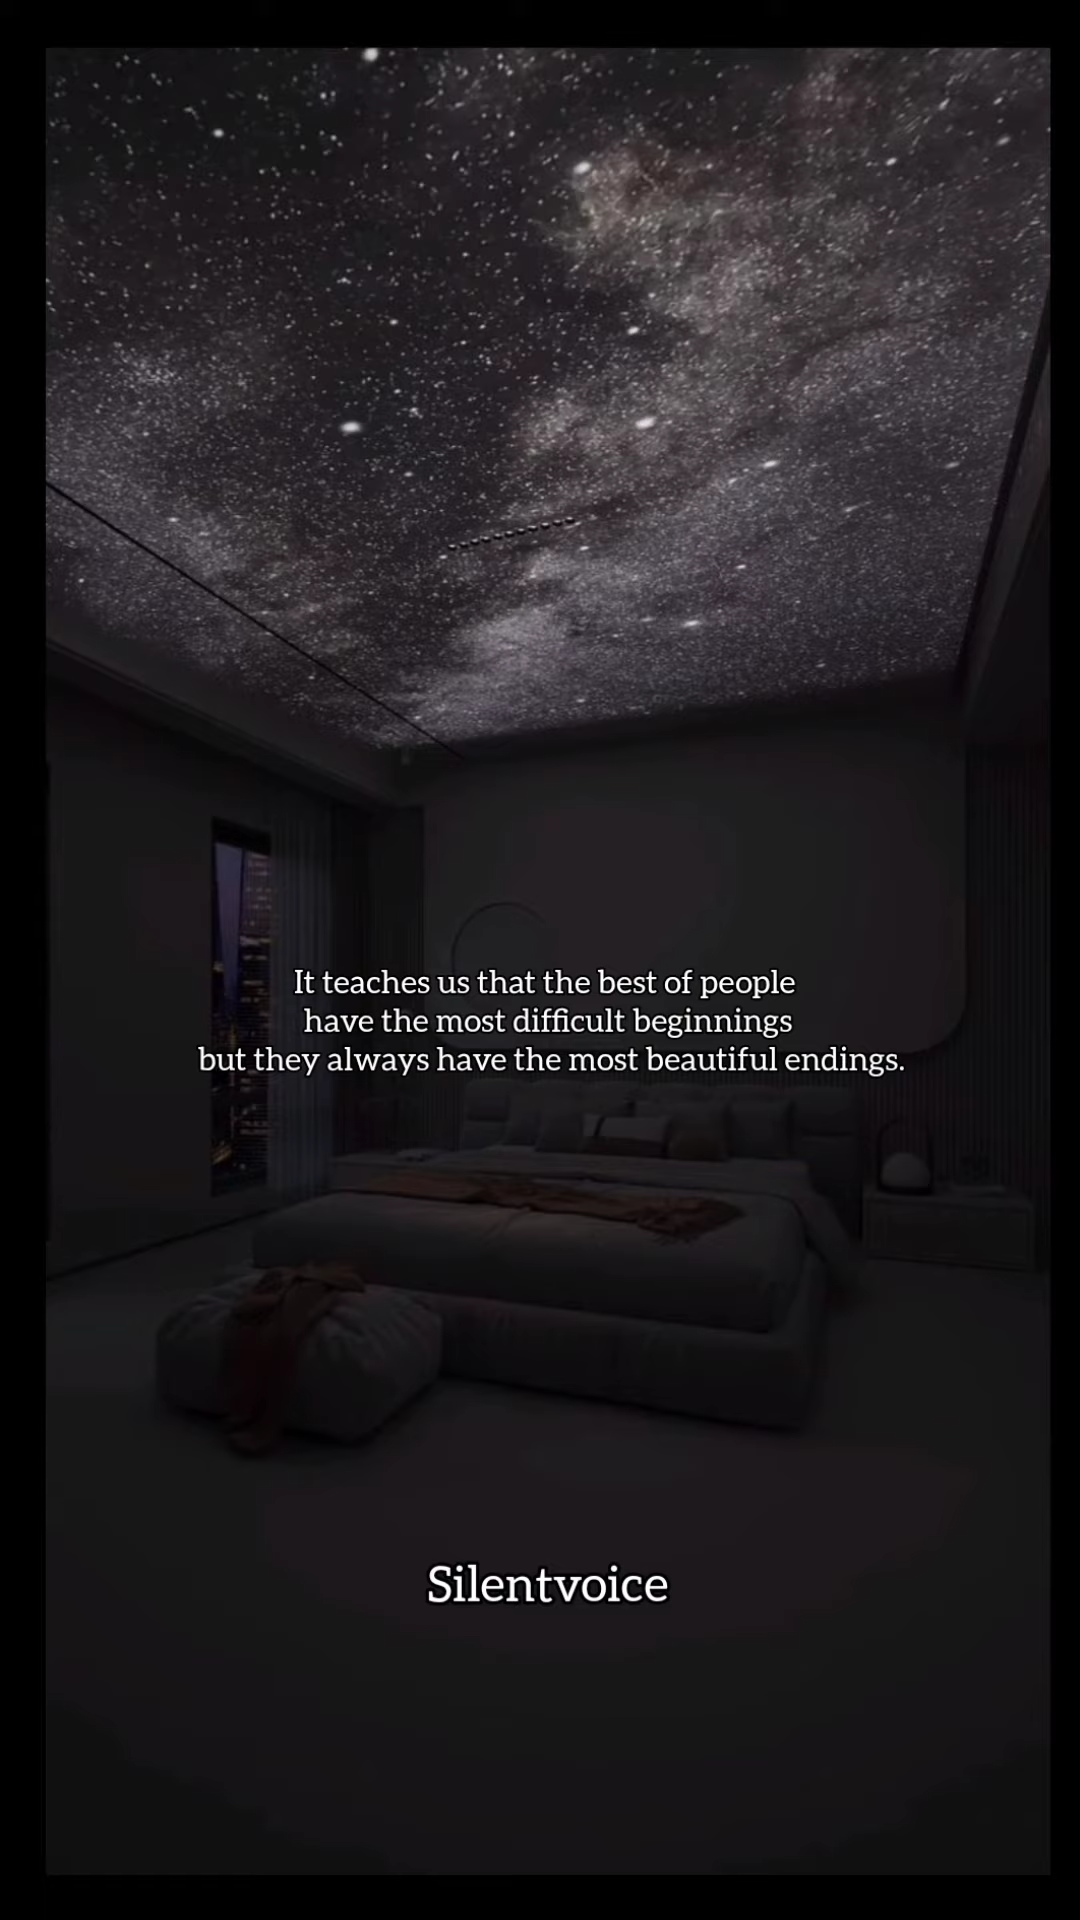 It teaches us that the best of people
have the most difficult beginnings
but they always have the most beautiful endings.
Silentvoice